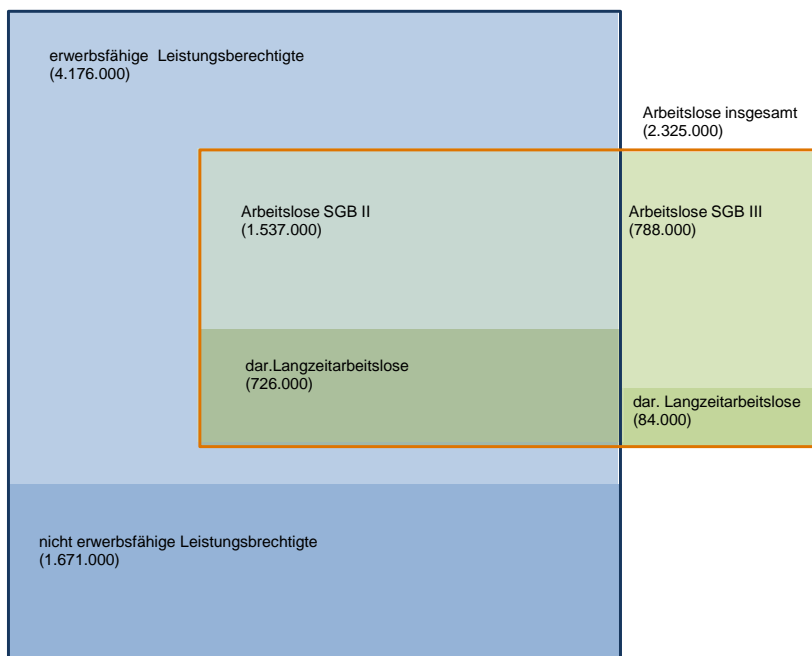 erwerbsfähige Leistungsberechtigte
(4.176.000)
Arbeitslose insgesamt
(2.325.000)
Arbeitslose SGB II
(1.537.000)
Arbeitslose SGB III
(788.000)
dar.Langzeitarbeitslose
(726.000)
dar. Langzeitarbeitslose
(84.000)
nicht erwerbsfähige Leistungsbrechtigte
(1.671.000)